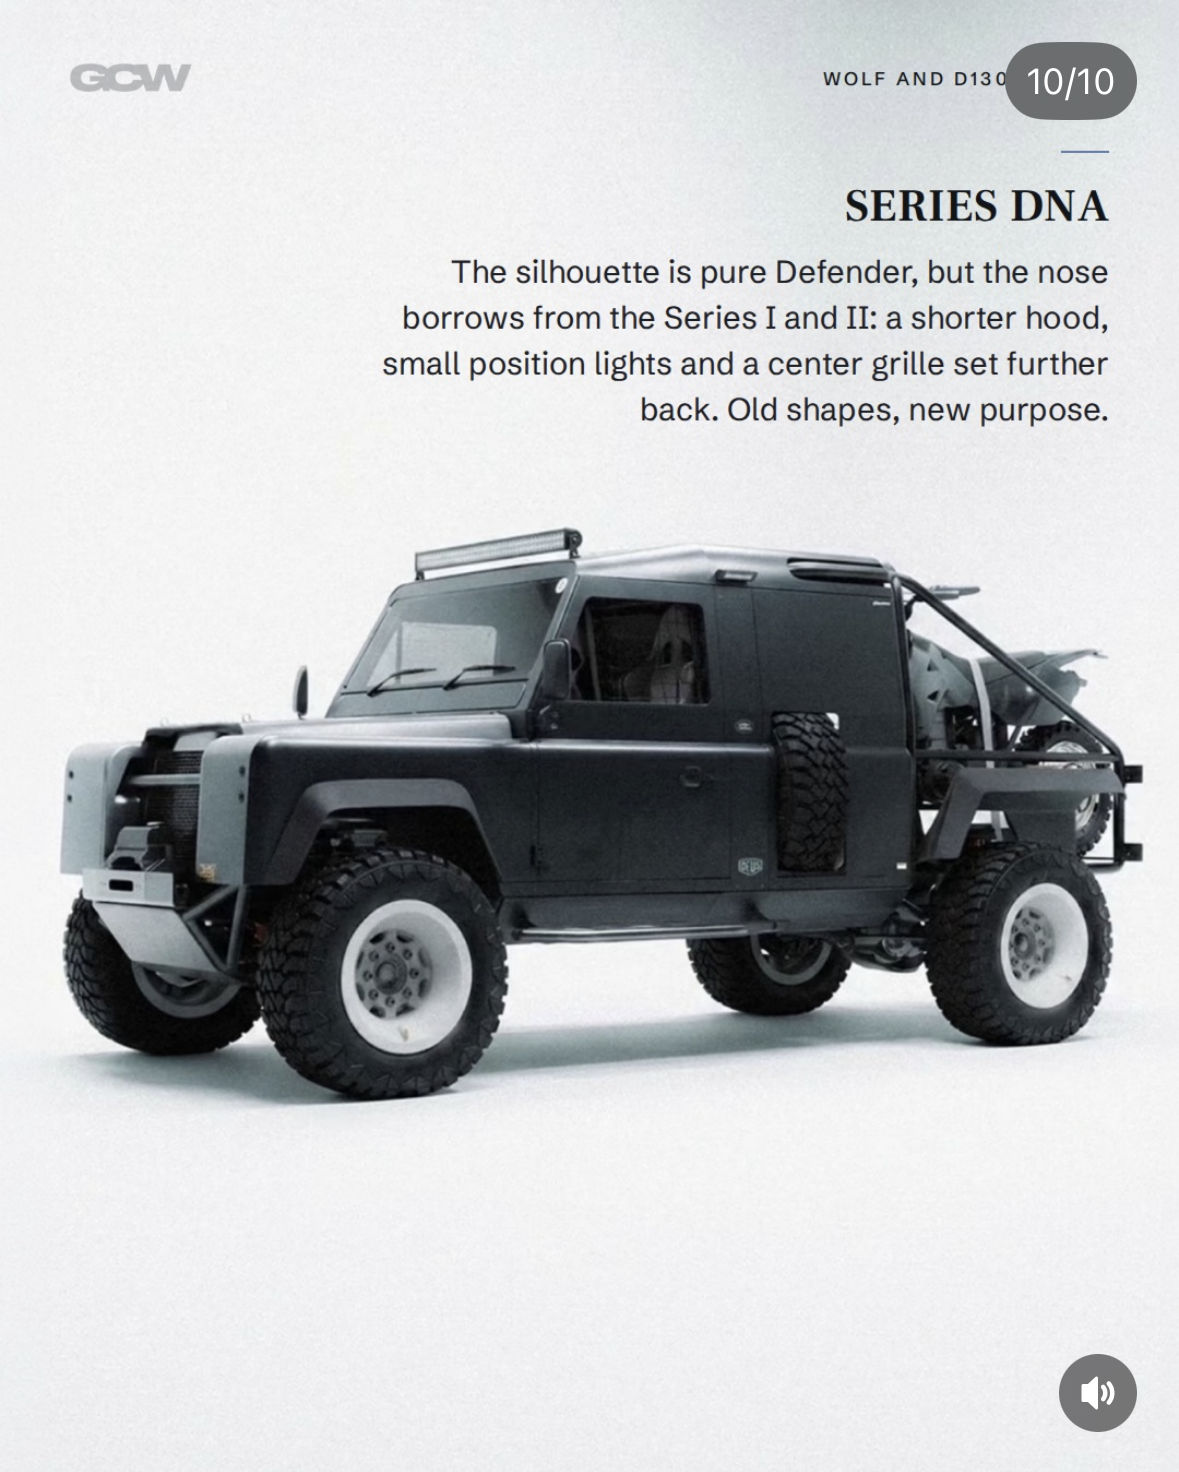 GCW
WOLF AND D130
10/10
SERIES DNA
The silhouette is pure Defender, but the nose
borrows from the Series I and II: a shorter hood,
small position lights and a center grille set further
back. Old shapes, new purpose.